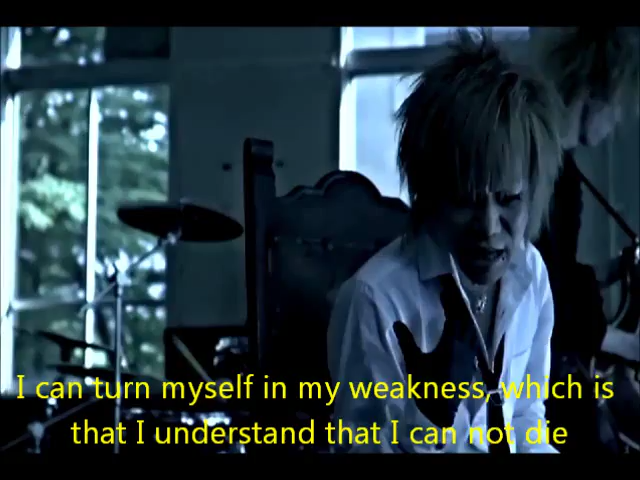 I can turn myself in my weakness, which is
that I understand that I can not die